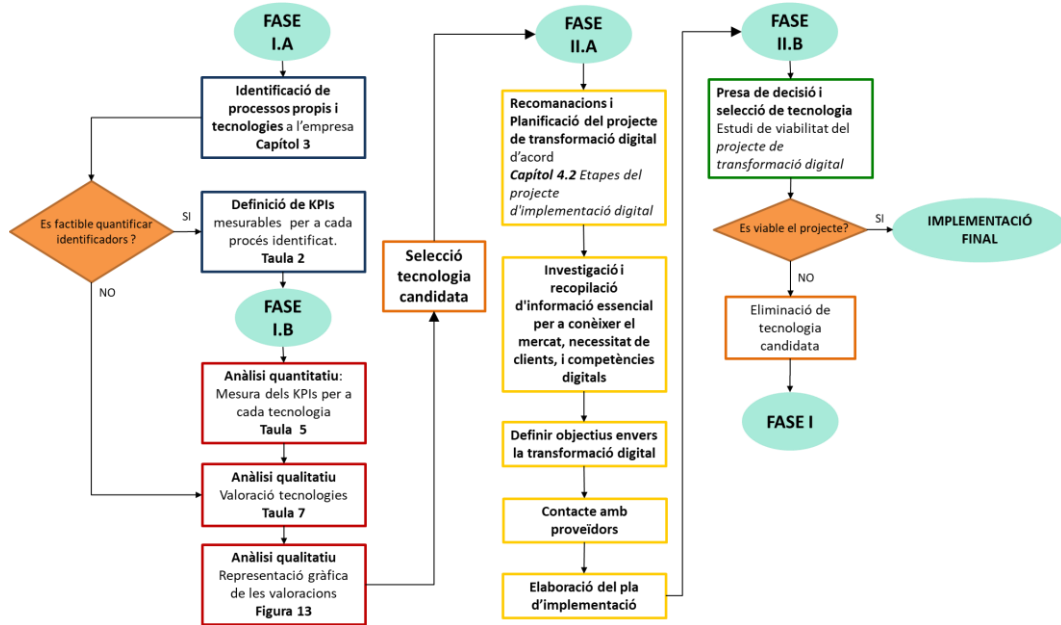 FASE
I.A
Identificació de
processos propis i
tecnologies a l'empresa
Capítol 3
Es factible quantificar
identificadors ?
SI
NO
Definició de KPIs
mesurables per a cada
procés identificat.
Taula 2
FASE
I.B
Anàlisi quantitatiu:
Mesura dels KPIs per a
cada tecnologia
Taula 5
Anàlisi qualitatiu
Valoració tecnologies
Taula 7
Anàlisi qualitatiu
Representació gràfica
de les valoracions
Figura 13
Selecció
tecnologia
candidata
FASE
II.A
Recomanacions i
Planificació del projecte
de transformació digital
d'acord
Capítol 4.2 Etapes del
projecte
d'implementació digital
Investigació i
recopilació
d'informació essencial
per a conèixer el
mercat, necessitat de
clients, i competències
digitals
Definir objectius envers
la transformació digital
Contacte amb
proveïdors
Elaboració del pla
d'implementació
FASE
II.B
Presa de decisió i
selecció de tecnologia
Estudi de viabilitat del
projecte de
transformació digital
Es viable el projecte?
SI
IMPLEMENTACIÓ
FINAL
NO
Eliminació de
tecnologia
candidata
FASE I